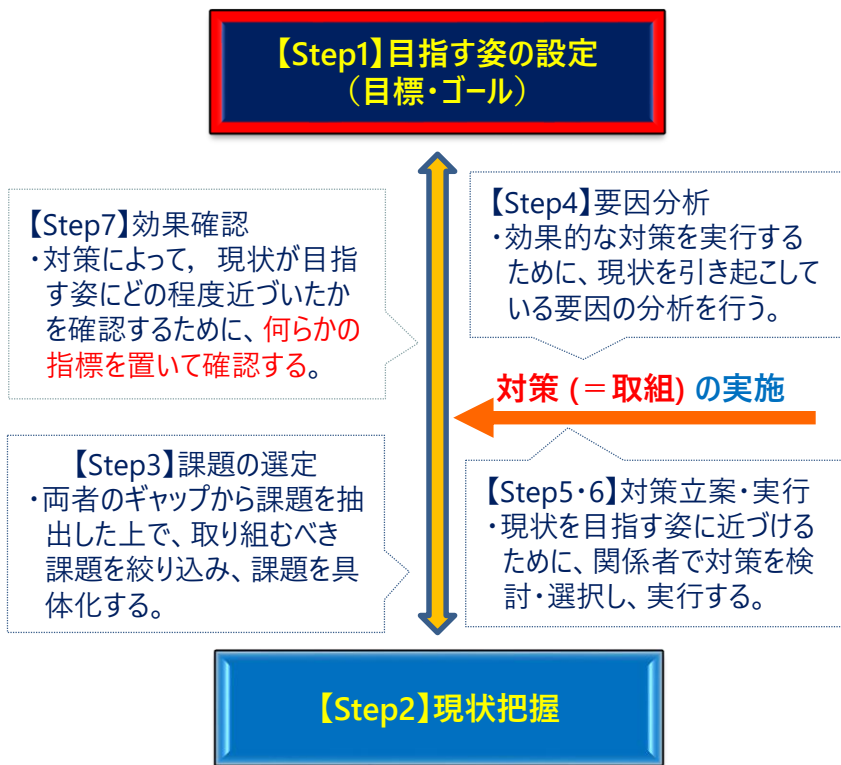 【Step1】目指す姿の設定
（目標・ゴール）
【Step7】効果確認
・対策によって， 現状が目指
す姿にどの程度近づいたか
を確認するために、何らかの
指標を置いて確認する。
【Step4】要因分析
・効果的な対策を実行する
ために、現状を引き起こして
いる要因の分析を行う。
対策 (＝取組) の実施
【Step3】課題の選定
・両者のギャップから課題を抽
出した上で、取り組むべき
課題を絞り込み、課題を具
体化する。
【Step5・6】対策立案・実行
・現状を目指す姿に近づける
ために、関係者で対策を検
討・選択し、実行する。
【Step2】現状把握